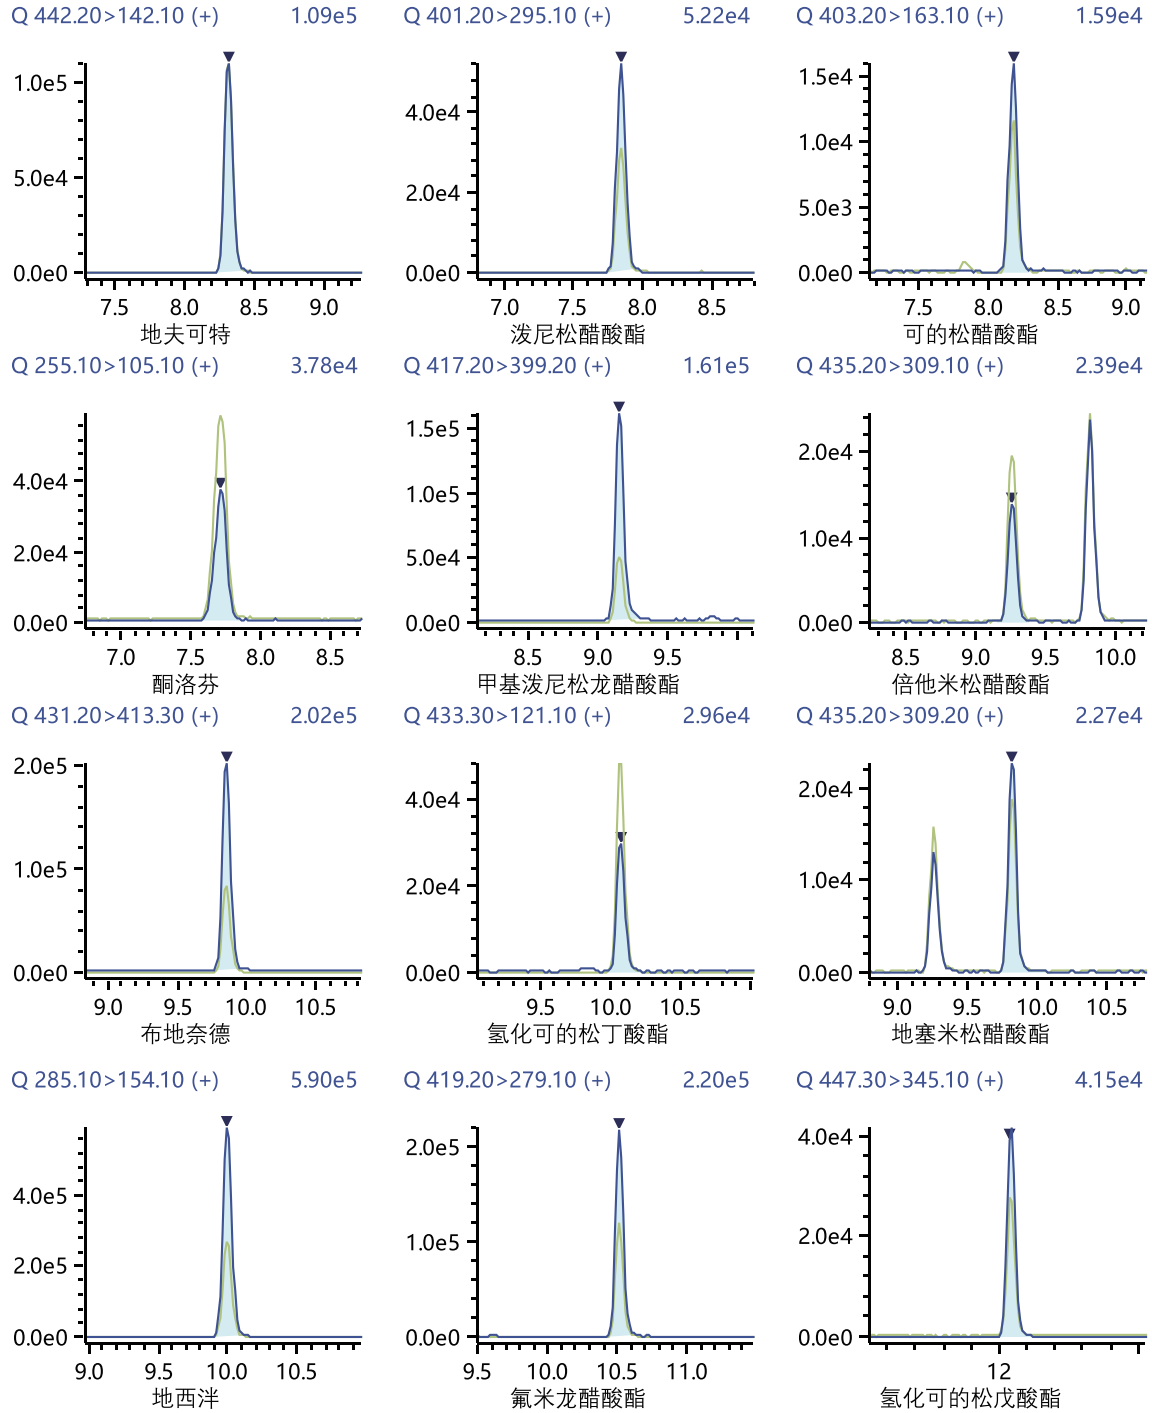 Q 442.20>142.10 (+) 1.09e5
1.0e5
5.0e4
0.0e0
7.5 8.0 8.5 9.0
地夫可特
Q 401.20>295.10 (+) 5.22e4
4.0e4
2.0e4
0.0e0
7.0 7.5 8.0 8.5
泼尼松醋酸酯
Q 403.20>163.10 (+) 1.59e4
1.5e4
1.0e4
5.0e3
0.0e0
7.5 8.0 8.5 9.0
可的松醋酸酯
Q 255.10>105.10 (+) 3.78e4
4.0e4
2.0e4
0.0e0
7.0 7.5 8.0 8.5
酮洛芬
Q 417.20>399.20 (+) 1.61e5
1.5e5
1.0e5
5.0e4
0.0e0
8.5 9.0 9.5
甲基泼尼松龙醋酸酯
Q 435.20>309.10 (+) 2.39e4
2.0e4
1.0e4
0.0e0
8.5 9.0 9.5 10.0
倍他米松醋酸酯
Q 431.20>413.30 (+) 2.02e5
2.0e5
1.0e5
0.0e0
9.0 9.5 10.0 10.5
布地奈德
Q 433.30>121.10 (+) 2.96e4
4.0e4
2.0e4
0.0e0
9.5 10.0 10.5
氢化可的松丁酸酯
Q 435.20>309.20 (+) 2.27e4
2.0e4
1.0e4
0.0e0
9.0 9.5 10.0 10.5
地塞米松醋酸酯
Q 285.10>154.10 (+) 5.90e5
4.0e5
2.0e5
0.0e0
9.0 9.5 10.0 10.5
地西泮
Q 419.20>279.10 (+) 2.20e5
2.0e5
1.0e5
0.0e0
9.5 10.0 10.5 11.0
氟米龙醋酸酯
Q 447.30>345.10 (+) 4.15e4
4.0e4
2.0e4
0.0e0
12
氢化可的松戊酸酯